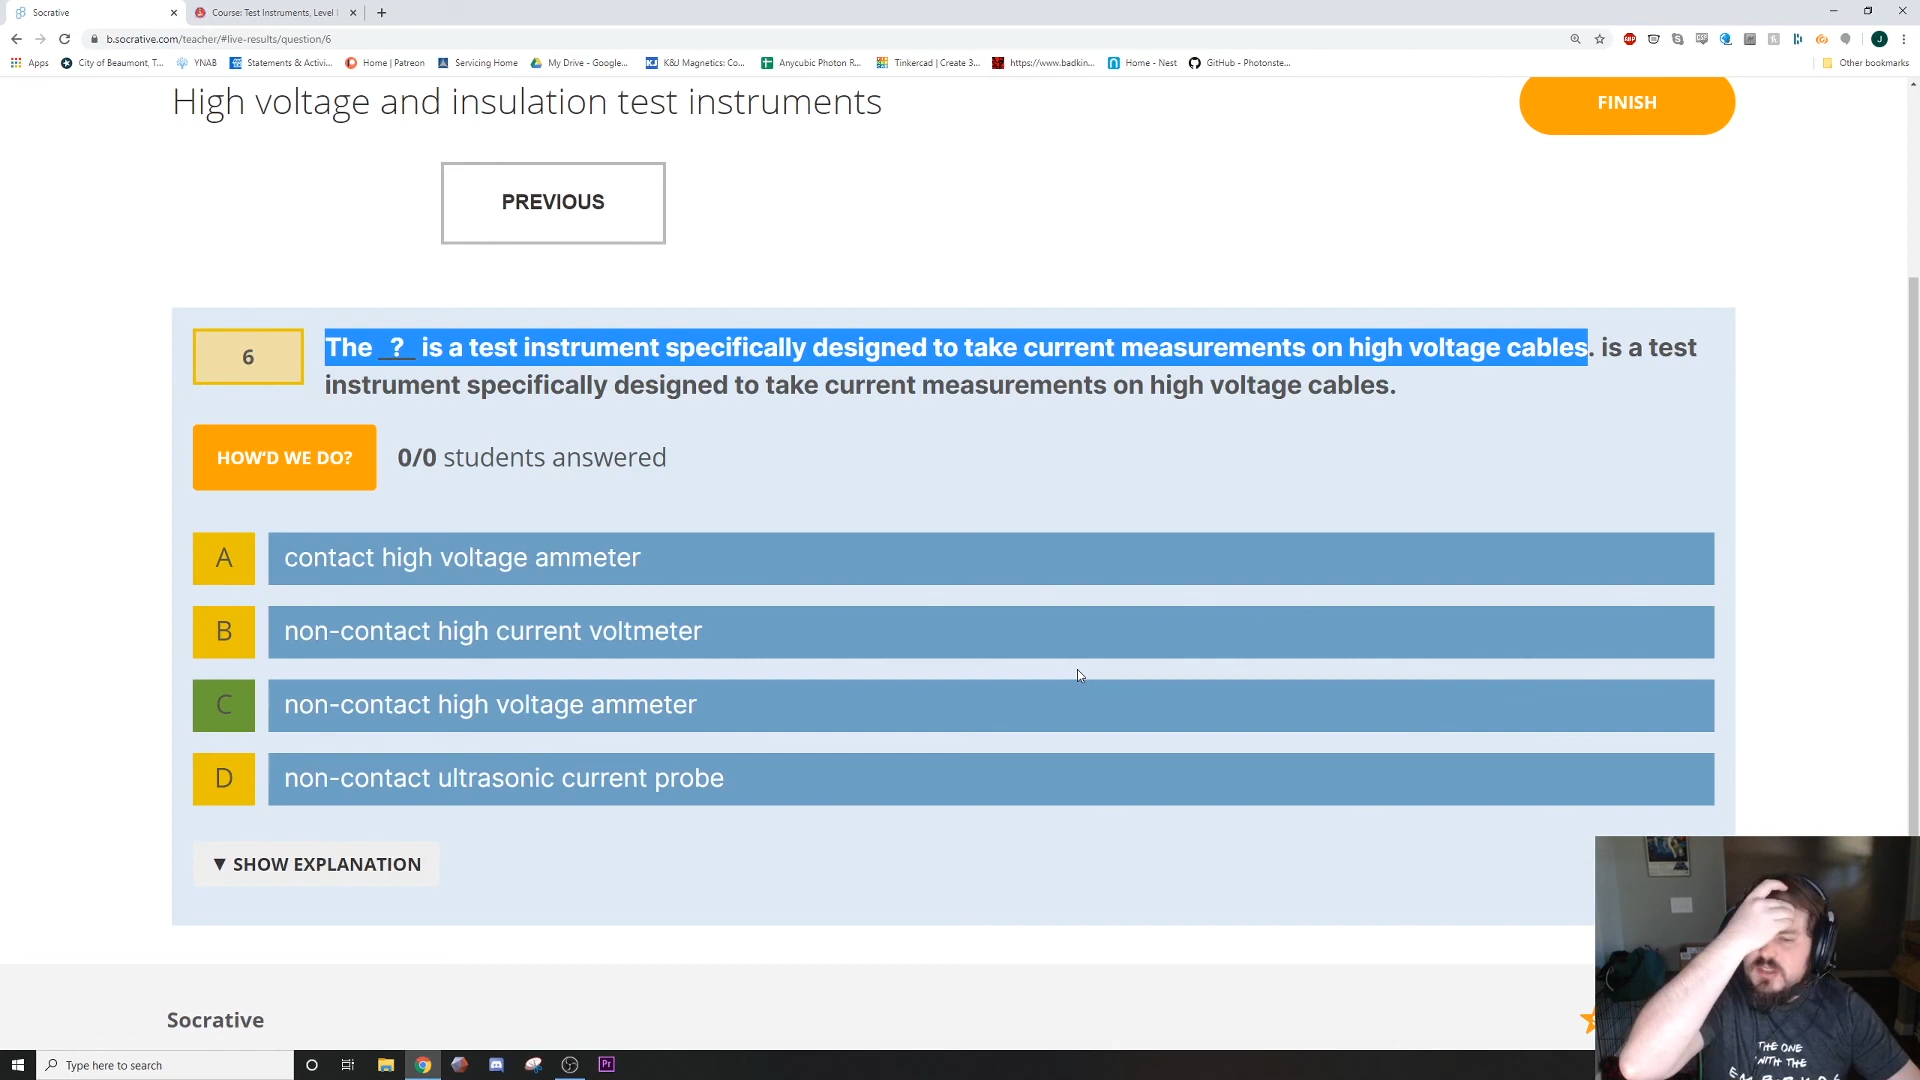 Socrative
Course: Test Instruments, Level
b.socrative.com/teacher/#live-results/question/6
Apps
City of Beaumont, T...
YNAB
Statements & Activi...
Home | Patreon
Servicing Home
My Drive - Google...
K&J Magnetics: Co...
Anycubic Photon R...
Tinkercad | Create 3...
https://www.badkin...
Home - Nest
GitHub - Photonste...
Other bookmarks
High voltage and insulation test instruments
FINISH
PREVIOUS
6
The _?_ is a test instrument specifically designed to take current measurements on high voltage cables. is a test
instrument specifically designed to take current measurements on high voltage cables.
HOW'D WE DO?
0/0 students answered
A
contact high voltage ammeter
B
non-contact high current voltmeter
C
non-contact high voltage ammeter
D
non-contact ultrasonic current probe
▼ SHOW EXPLANATION
Socrative
THE ONE
WITH THE
Type here to search